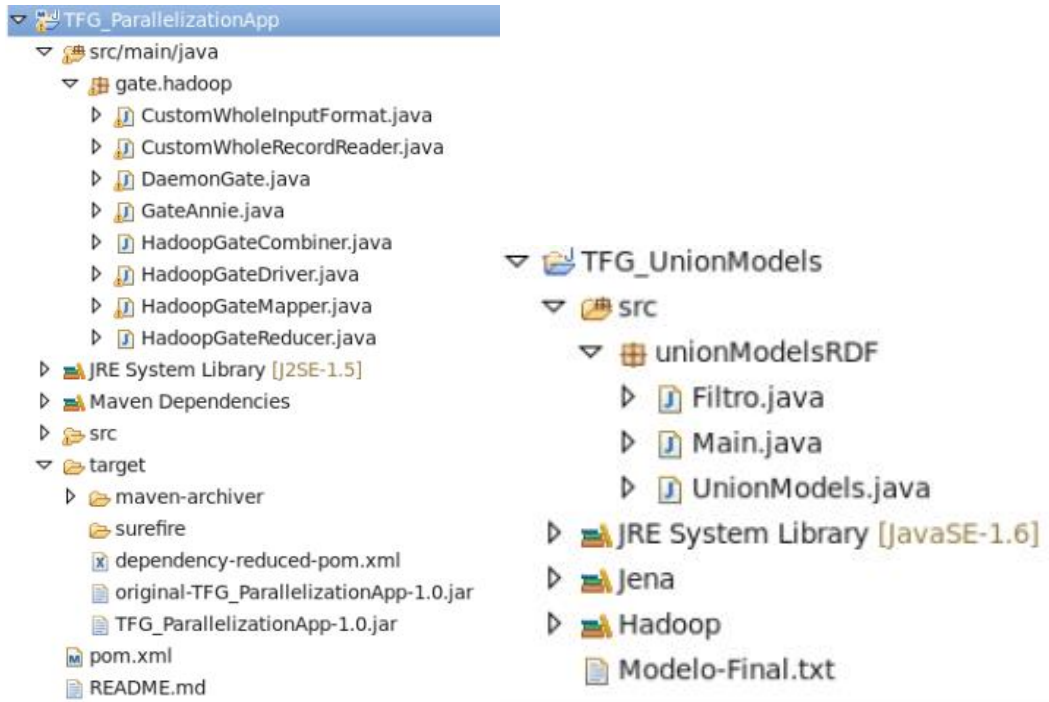 TFG_ParallelizationApp
src/main/java
gate.hadoop
CustomWholeInputFormat.java
CustomWholeRecordReader.java
DaemonGate.java
GateAnnie.java
HadoopGateCombiner.java
HadoopGateDriver.java
HadoopGateMapper.java
HadoopGateReducer.java
JRE System Library [J2SE-1.5]
Maven Dependencies
src
target
maven-archiver
surefire
dependency-reduced-pom.xml
original-TFG_ParallelizationApp-1.0.jar
TFG_ParallelizationApp-1.0.jar
pom.xml
README.md
TFG_UnionModels
src
unionModelsRDF
Filtro.java
Main.java
UnionModels.java
JRE System Library [JavaSE-1.6]
Jena
Hadoop
Modelo-Final.txt